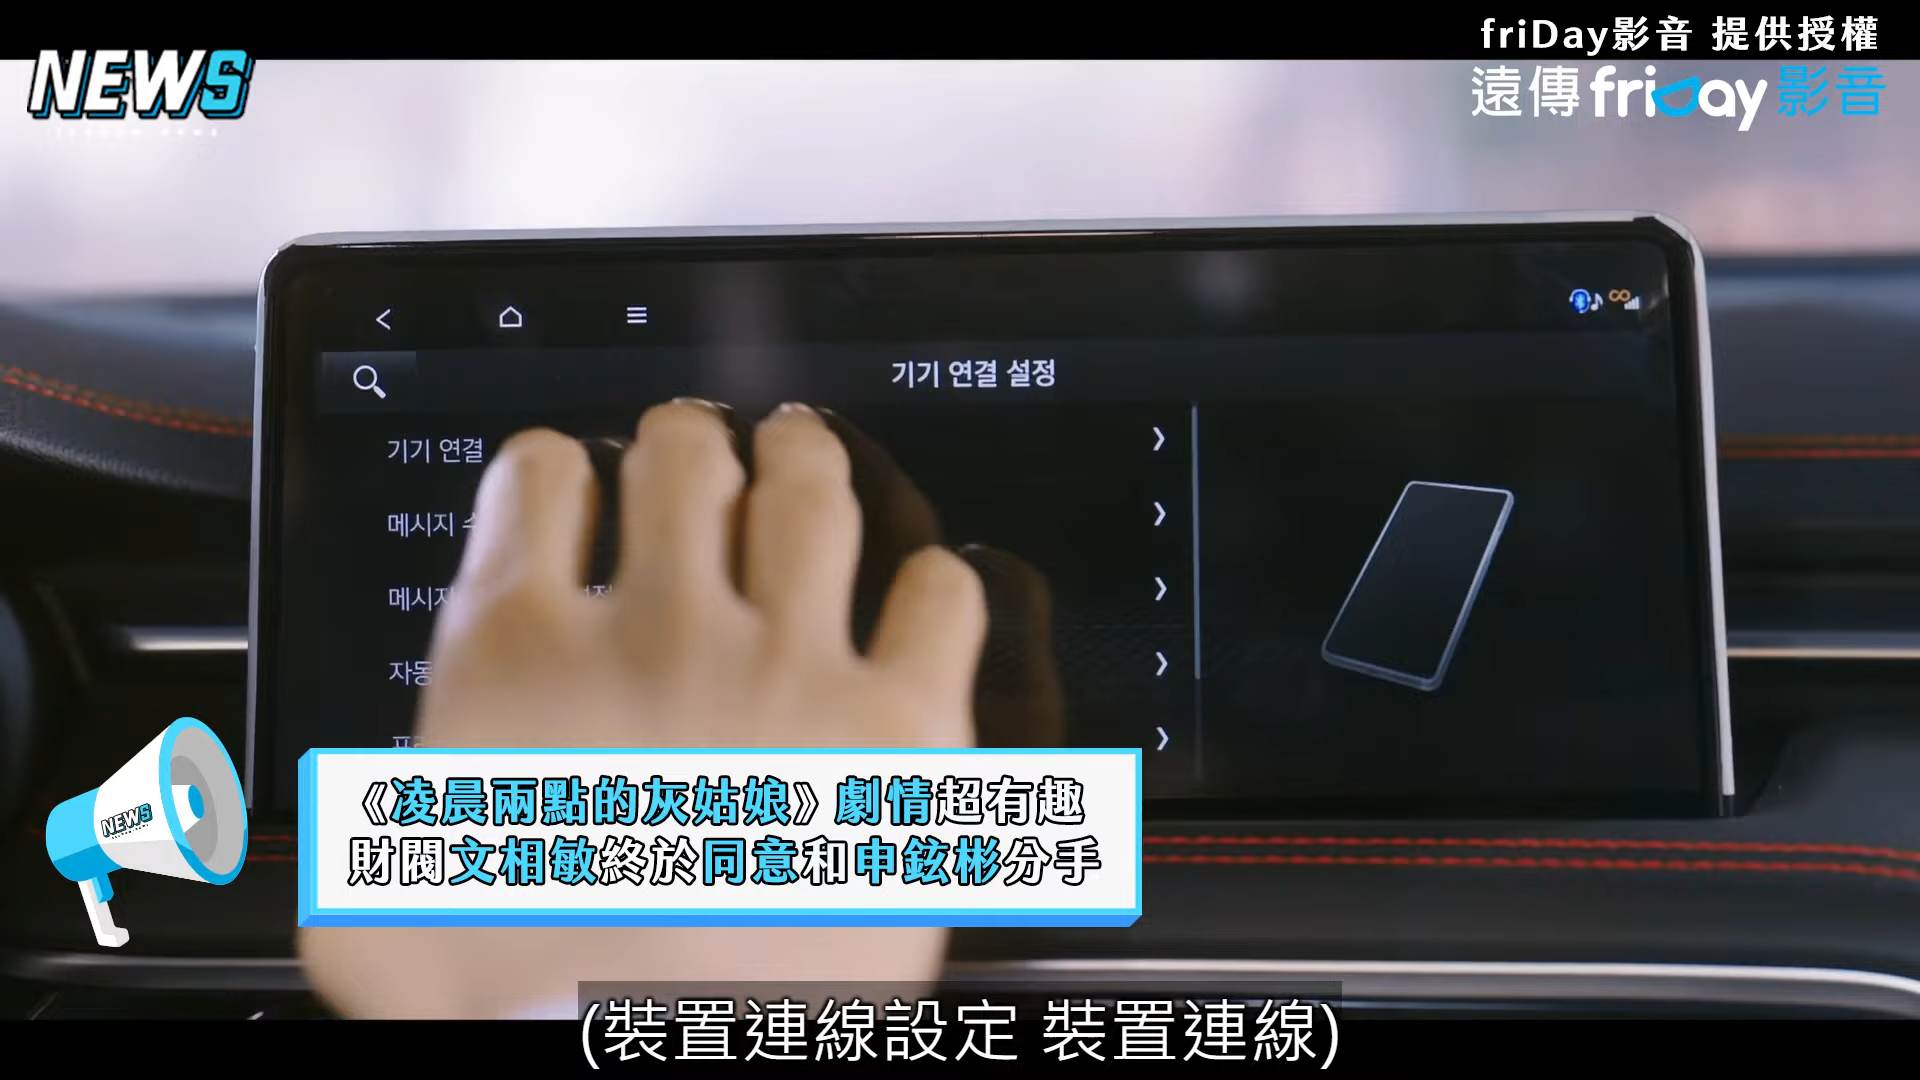 friDay影音 提供授權
NEWS
遠傳friDay影音
기기 연결 설정
기기 연결
메시지
메시지
자동
NEWS
《凌晨兩點的灰姑娘》劇情超有趣
財閥文相敏終於同意和申鉉彬分手
(裝置連線設定 裝置連線)